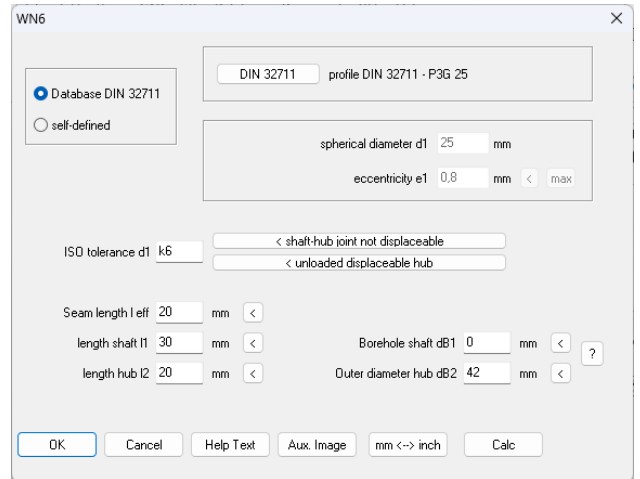 WN6
DIN 32711 profile DIN 32711 - P3G 25
Database DIN 32711
self-defined
spherical diameter d1 25 mm
eccentricity e1 0,8 mm < max
ISO tolerance d1 k6 < shaft-hub joint not displaceable
< unloaded displaceable hub
Seam length l eff 20 mm <
length shaft l1 30 mm < Borehole shaft dB1 0 mm <
?
length hub l2 20 mm < Outer diameter hub dB2 42 mm <
OK Cancel Help Text Aux. Image mm <--> inch Calc